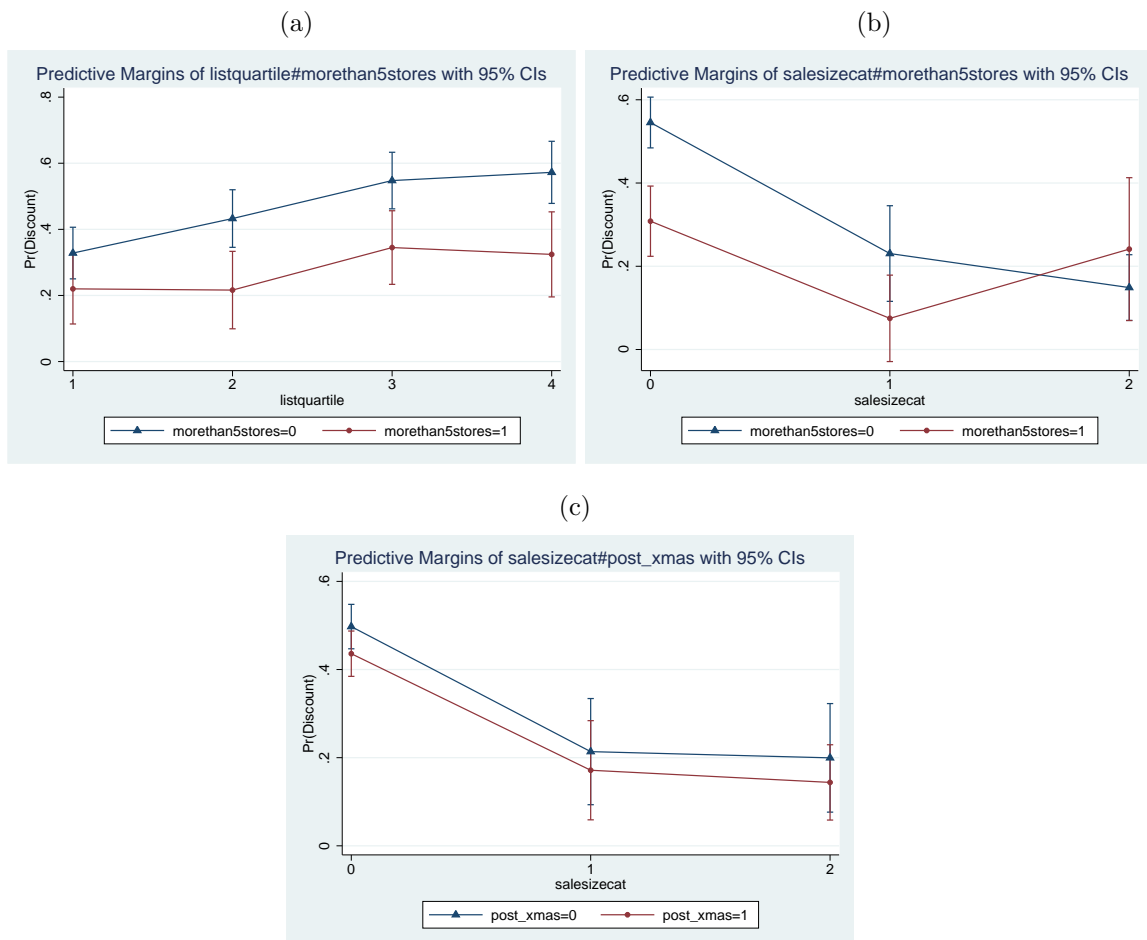 (a)
Predictive Margins of listquartile#morethan5stores with 95% CIs
Pr(Discount)
.8
.6
.4
.2
0
1 2 3 4
listquartile
morethan5stores=0 morethan5stores=1
(b)
Predictive Margins of salesizecat#morethan5stores with 95% CIs
Pr(Discount)
.6
.4
.2
0
0 1 2
salesizecat
morethan5stores=0 morethan5stores=1
(c)
Predictive Margins of salesizecat#post_xmas with 95% CIs
Pr(Discount)
.6
.4
.2
0
0 1 2
salesizecat
post_xmas=0 post_xmas=1